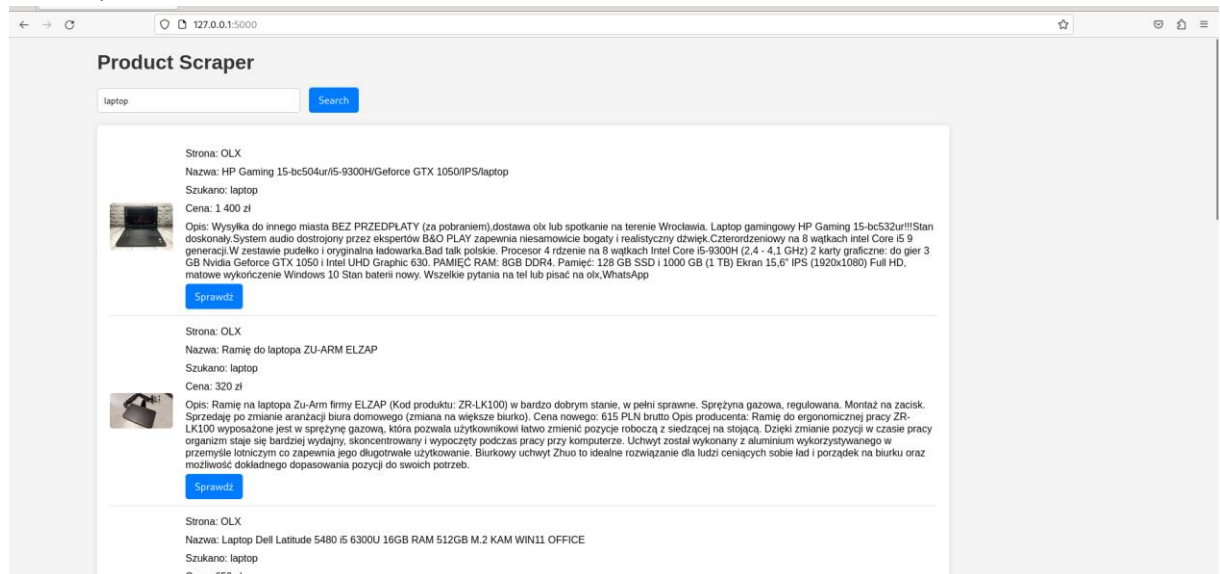 127.0.0.1:5000
Product Scraper
laptop
Search
Strona: OLX
Nazwa: HP Gaming 15-bc504ur/i5-9300H/Geforce GTX 1050/IPS/laptop
Szukano: laptop
Cena: 1 400 zł
Opis: Wysyłka do innego miasta BEZ PRZEDPŁATY (za pobraniem),dostawa olx lub spotkanie na terenie Wrocławia. Laptop gamingowy HP Gaming 15-bc532ur!!!Stan
doskonały.System audio dostrojony przez ekspertów B&O PLAY zapewnia niesamowicie bogaty i realistyczny dźwięk.Czterordzeniowy na 8 wątkach intel Core i5 9
generacji.W zestawie pudełko i oryginalna ładowarka.Bad talk polskie. Procesor 4 rdzenie na 8 wątkach Intel Core i5-9300H (2,4 - 4,1 GHz) 2 karty graficzne: do gier 3
GB Nvidia Geforce GTX 1050 i Intel UHD Graphic 630. PAMIĘĆ RAM: 8GB DDR4. Pamięć: 128 GB SSD i 1000 GB (1 TB) Ekran 15,6" IPS (1920x1080) Full HD,
matowe wykończenie Windows 10 Stan baterii nowy. Wszelkie pytania na tel lub pisać na olx,WhatsApp
Sprawdź
Strona: OLX
Nazwa: Ramię do laptopa ZU-ARM ELZAP
Szukano: laptop
Cena: 320 zł
Opis: Ramię na laptopa Zu-Arm firmy ELZAP (Kod produktu: ZR-LK100) w bardzo dobrym stanie, w pełni sprawne. Sprężyna gazowa, regulowana. Montaż na zacisk.
Sprzedaję po zmianie aranżacji biura domowego (zmiana na większe biurko). Cena nowego: 615 PLN brutto Opis producenta: Ramię do ergonomicznej pracy ZR-
LK100 wyposażone jest w sprężynę gazową, która pozwala użytkownikowi łatwo zmienić pozycje roboczą z siedzącej na stojącą. Dzięki zmianie pozycji w czasie pracy
organizm staje się bardziej wydajny, skoncentrowany i wypoczęty podczas pracy przy komputerze. Uchwyt został wykonany z aluminium wykorzystywanego w
przemyśle lotniczym co zapewnia jego długotrwałe użytkowanie. Biurkowy uchwyt Zhuo to idealne rozwiązanie dla ludzi ceniących sobie ład i porządek na biurku oraz
możliwość dokładnego dopasowania pozycji do swoich potrzeb.
Sprawdź
Strona: OLX
Nazwa: Laptop Dell Latitude 5480 i5 6300U 16GB RAM 512GB M.2 KAM WIN11 OFFICE
Szukano: laptop